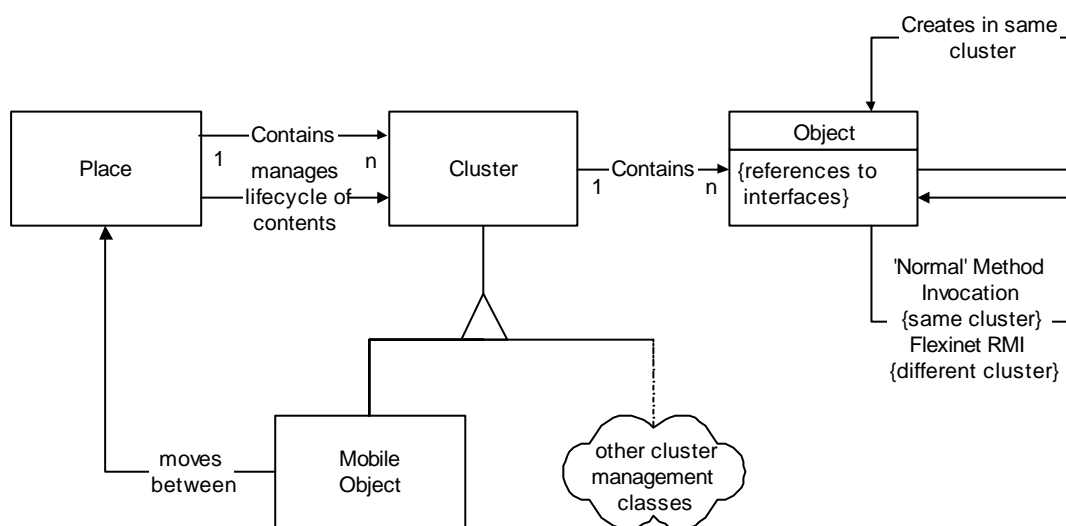 Creates in same
cluster
Place
Contains
1
n
manages
lifecycle of
contents
Cluster
Contains
1
n
Object
{references to
interfaces}
'Normal' Method
Invocation
{same cluster}
Flexinet RMI
{different cluster}
moves
between
Mobile
Object
other cluster
management
classes